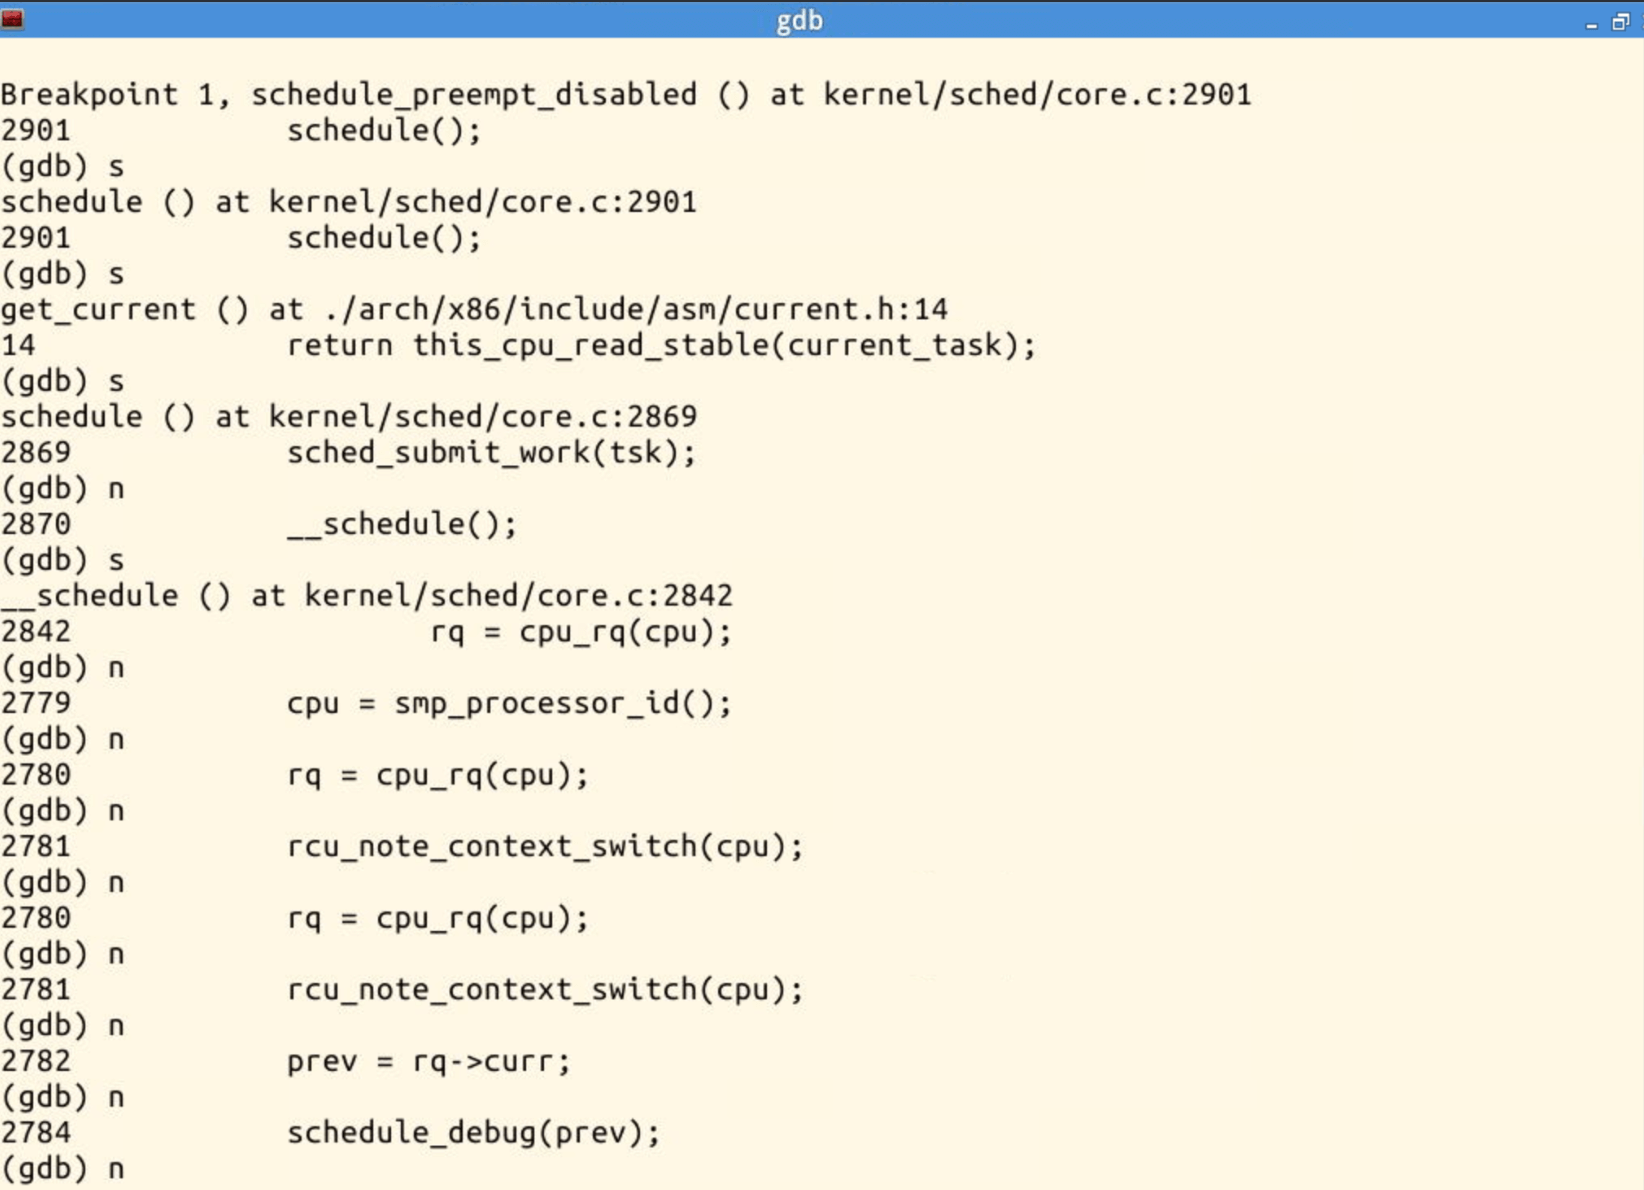 gdb
Breakpoint 1, schedule_preempt_disabled () at kernel/sched/core.c:2901
2901            schedule();
(gdb) s
schedule () at kernel/sched/core.c:2901
2901            schedule();
(gdb) s
get_current () at ./arch/x86/include/asm/current.h:14
14              return this_cpu_read_stable(current_task);
(gdb) s
schedule () at kernel/sched/core.c:2869
2869            sched_submit_work(tsk);
(gdb) n
2870            __schedule();
(gdb) s
__schedule () at kernel/sched/core.c:2842
2842                    rq = cpu_rq(cpu);
(gdb) n
2779            cpu = smp_processor_id();
(gdb) n
2780            rq = cpu_rq(cpu);
(gdb) n
2781            rcu_note_context_switch(cpu);
(gdb) n
2780            rq = cpu_rq(cpu);
(gdb) n
2781            rcu_note_context_switch(cpu);
(gdb) n
2782            prev = rq->curr;
(gdb) n
2784            schedule_debug(prev);
(gdb) n